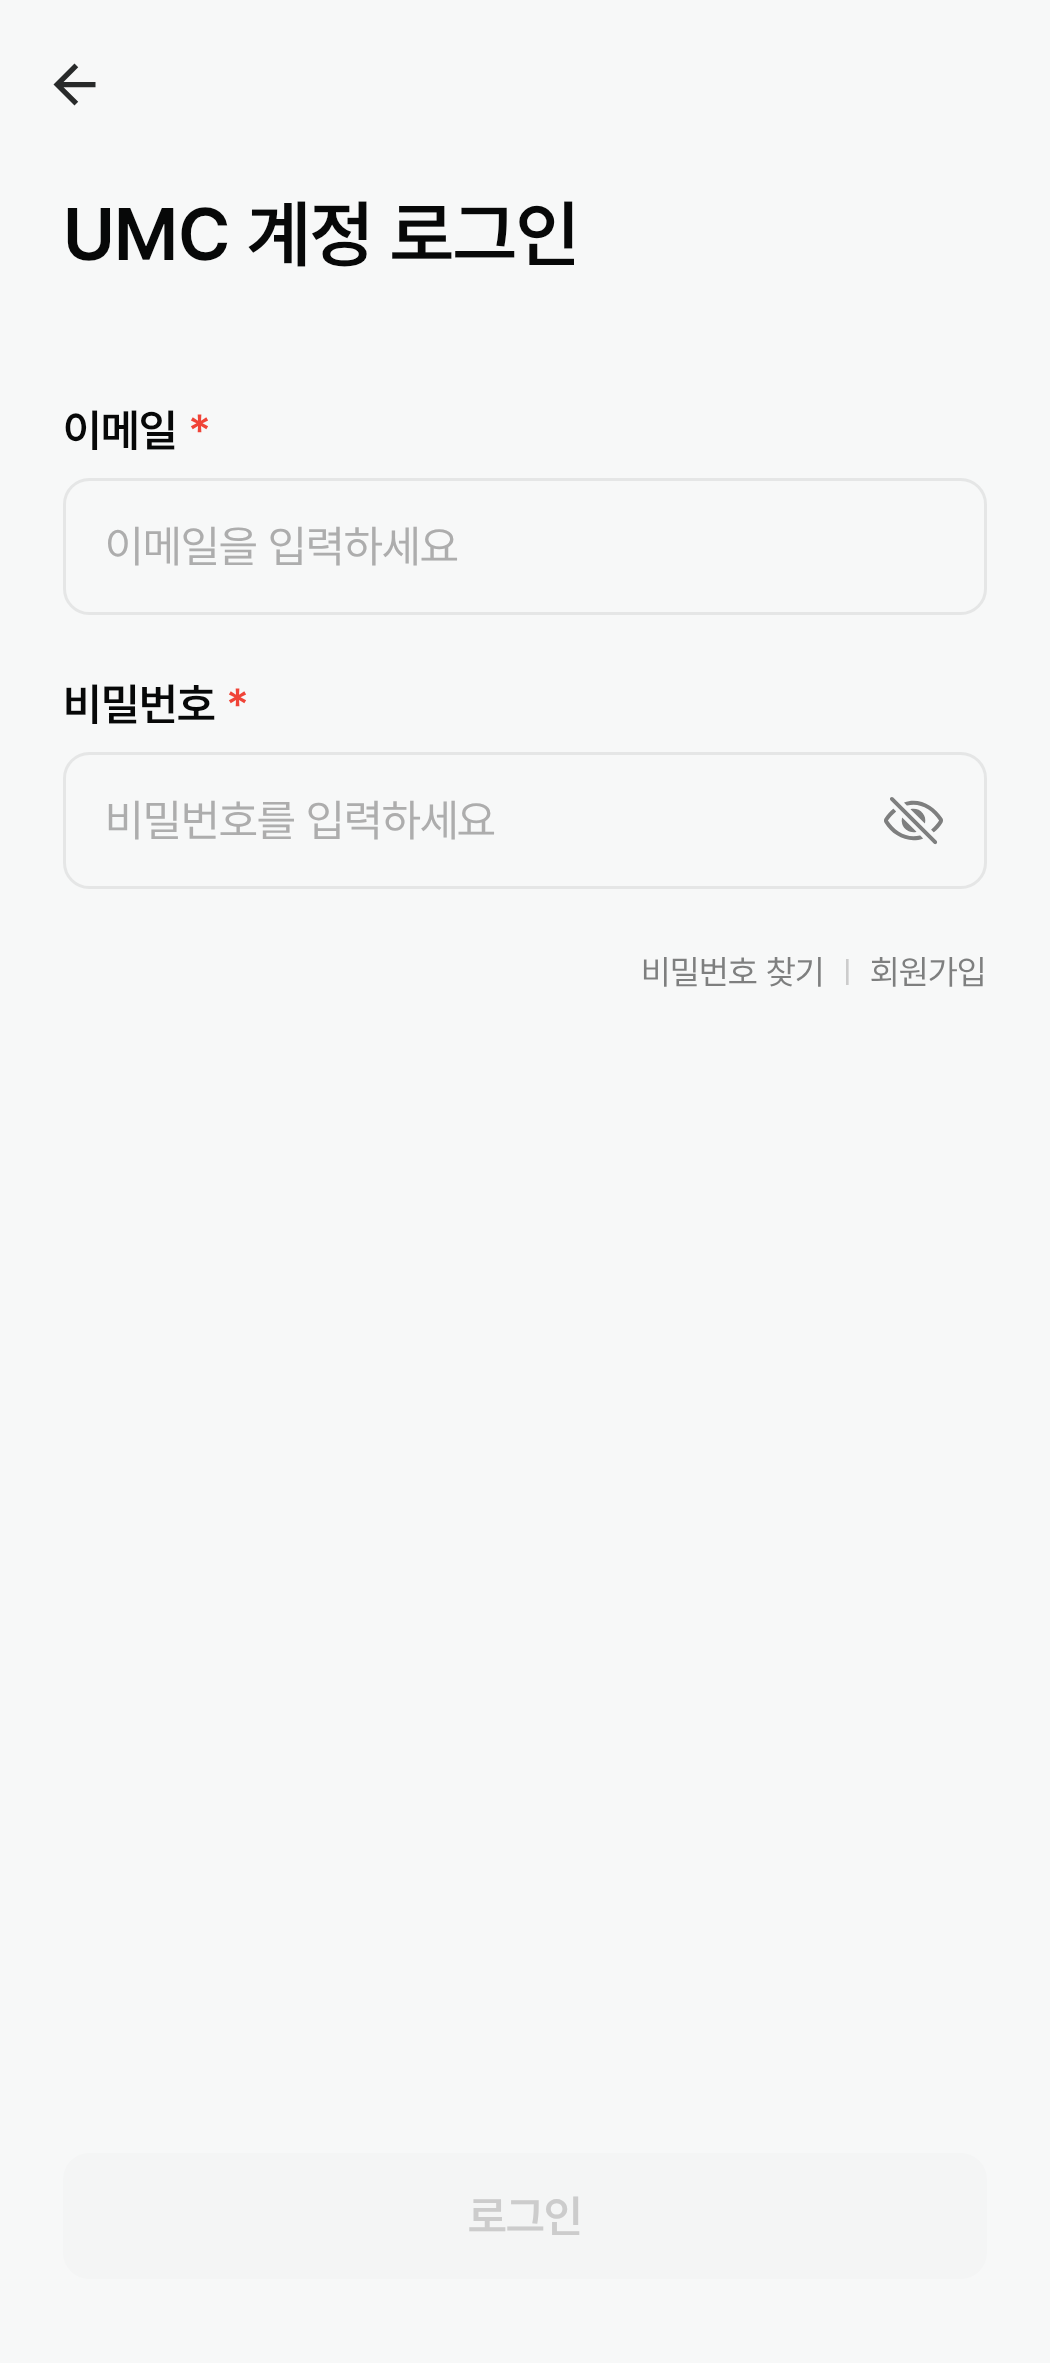 UMC 계정 로그인
이메일 *
이메일을 입력하세요
비밀번호 *
비밀번호를 입력하세요
비밀번호 찾기 | 회원가입
로그인